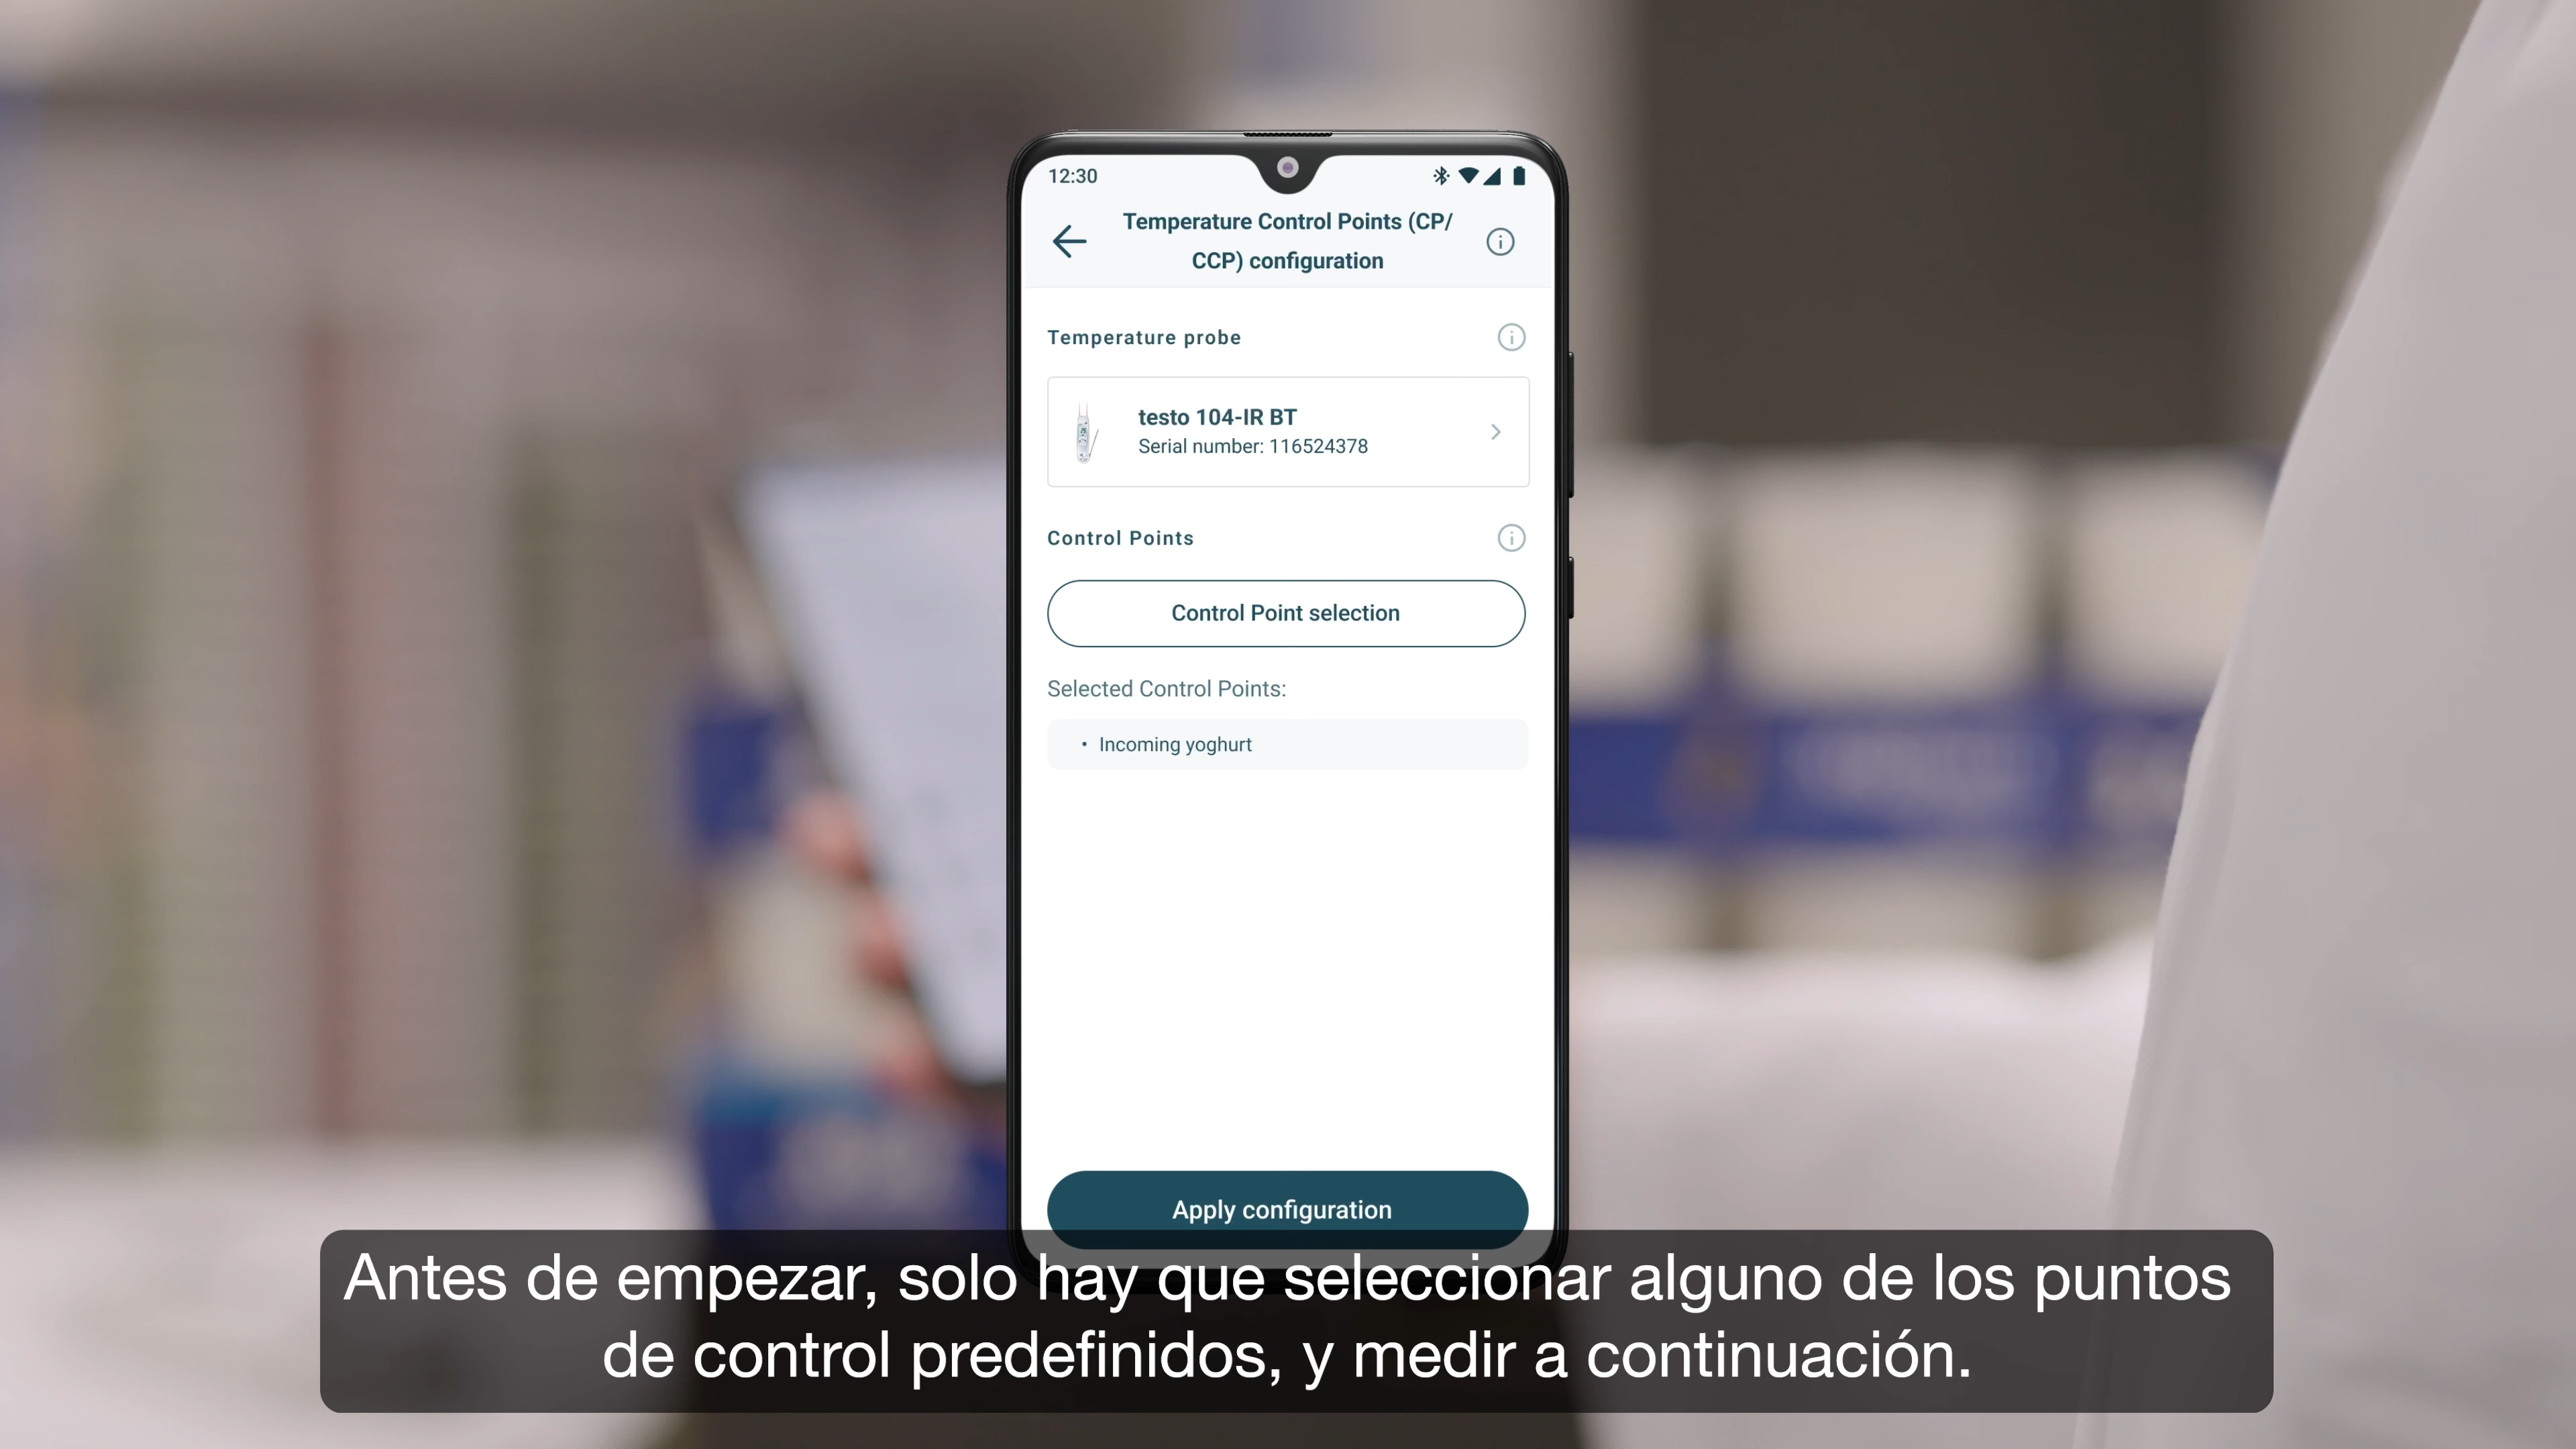 12:30
Temperature Control Points (CP/
CCP) configuration
Temperature probe
testo 104-IR BT
Serial number: 116524378
Control Points
Control Point selection
Selected Control Points:
• Incoming yoghurt
Apply configuration
Antes de empezar, solo hay que seleccionar alguno de los puntos
de control predefinidos, y medir a continuación.